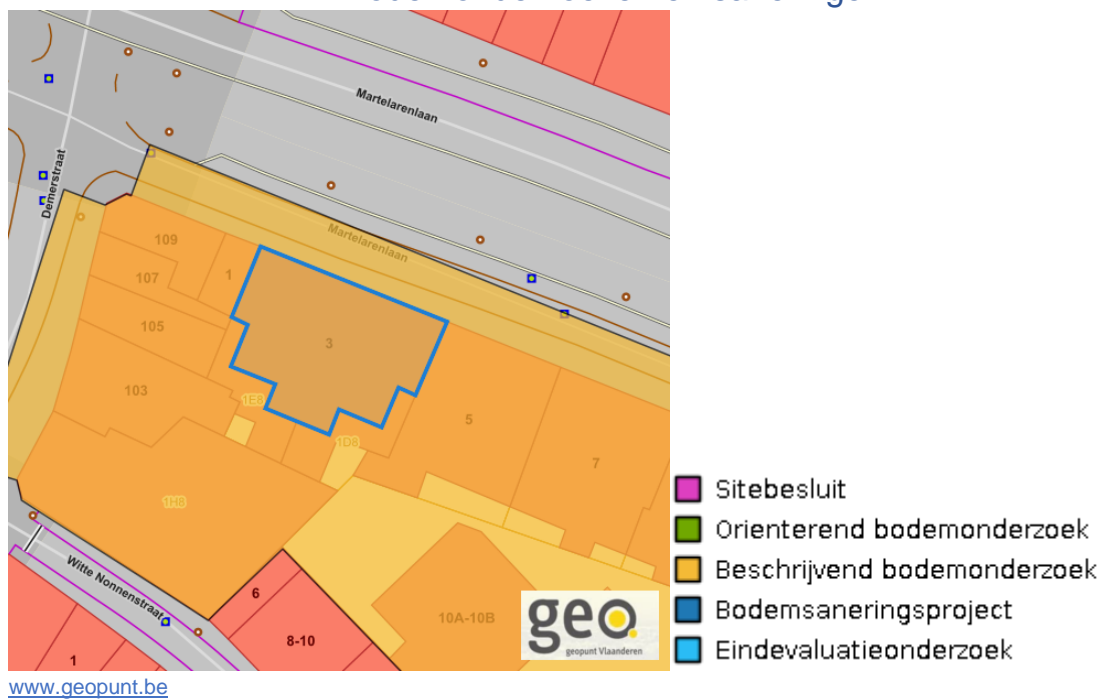 Martelarenlaan
Demerstraat
Martelarenlaan
109
1
107
105
3
103
1E8
5
1D8
7
1H8
Witte Nonnenstraat
6
8-10
10A-10B
1
geo
geopunt Vlaanderen
Sitebesluit
Orienterend bodemonderzoek
Beschrijvend bodemonderzoek
Bodemsaneringsproject
Eindevaluatieonderzoek
www.geopunt.be